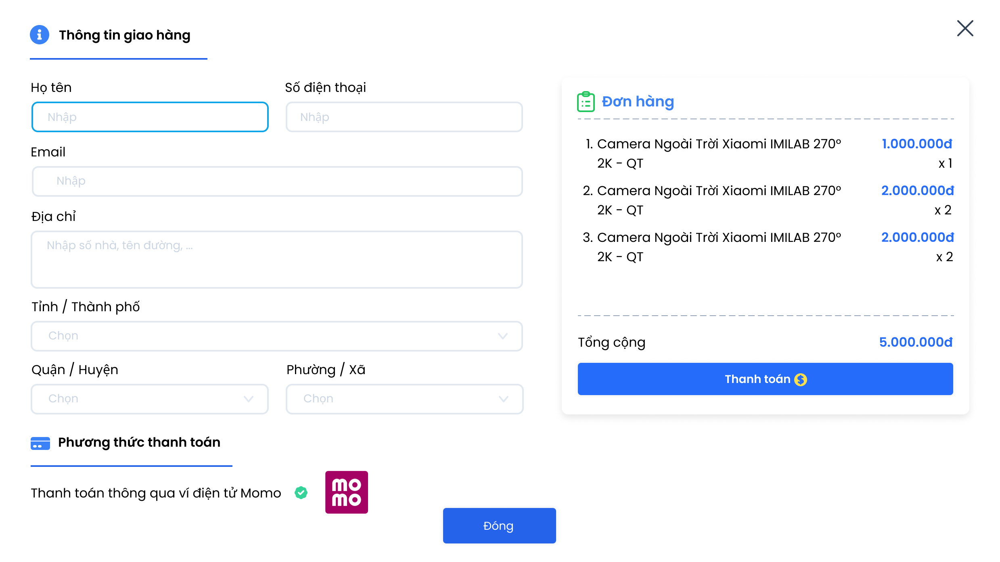 Thông tin giao hàng
Họ tên
Nhập
Số điện thoại
Nhập
Email
Nhập
Địa chỉ
Nhập số nhà, tên đường, ...
Tỉnh / Thành phố
Chọn
Quận / Huyện
Chọn
Phường / Xã
Chọn
Phương thức thanh toán
Thanh toán thông qua ví điện tử Momo
mo
mo
Đơn hàng
1. Camera Ngoài Trời Xiaomi IMILAB 270° 1.000.000đ
2K - QT x 1
2. Camera Ngoài Trời Xiaomi IMILAB 270° 2.000.000đ
2K - QT x 2
3. Camera Ngoài Trời Xiaomi IMILAB 270° 2.000.000đ
2K - QT x 2
Tổng cộng 5.000.000đ
Thanh toán $
Đóng